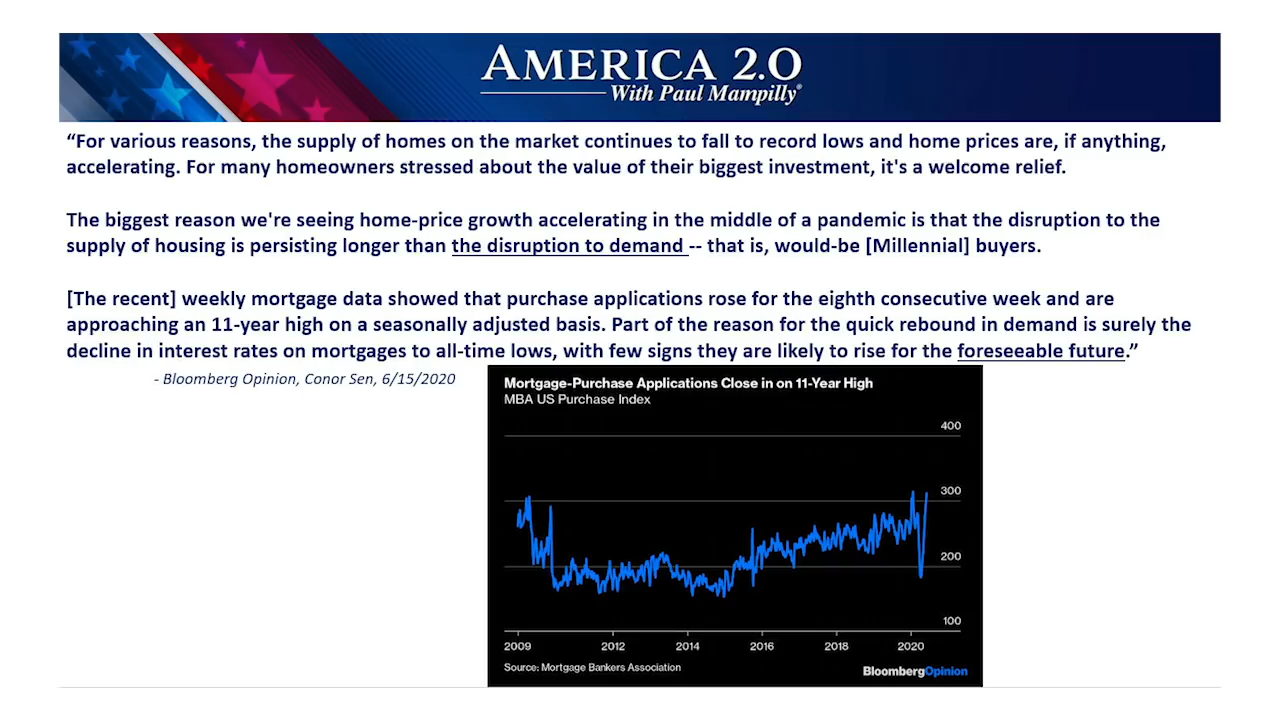 AMERICA 2.0
With Paul Mampilly®
“For various reasons, the supply of homes on the market continues to fall to record lows and home prices are, if anything,
accelerating. For many homeowners stressed about the value of their biggest investment, it's a welcome relief.
The biggest reason we're seeing home-price growth accelerating in the middle of a pandemic is that the disruption to the
supply of housing is persisting longer than the disruption to demand -- that is, would-be [Millennial] buyers.
[The recent] weekly mortgage data showed that purchase applications rose for the eighth consecutive week and are
approaching an 11-year high on a seasonally adjusted basis. Part of the reason for the quick rebound in demand is surely the
decline in interest rates on mortgages to all-time lows, with few signs they are likely to rise for the foreseeable future.”
- Bloomberg Opinion, Conor Sen, 6/15/2020
Mortgage-Purchase Applications Close in on 11-Year High
MBA US Purchase Index
400
300
200
100
2009 2012 2014 2016 2018 2020
Source: Mortgage Bankers Association
BloombergOpinion